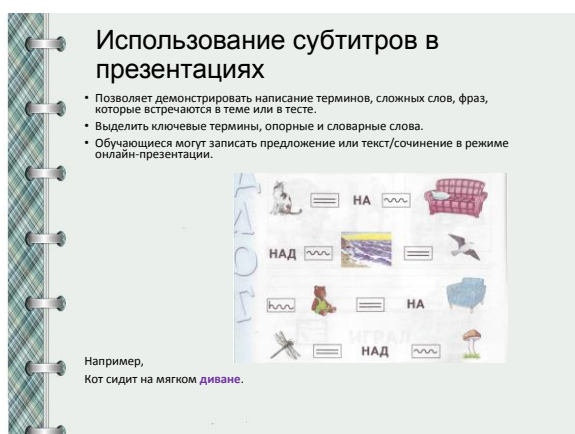 Использование субтитров в
презентациях
• Позволяет демонстрировать написание терминов, сложных слов, фраз,
которые встречаются в теме или в тесте.
• Выделить ключевые термины, опорные и словарные слова.
• Обучающиеся могут записать предложение или текст/сочинение в режиме
онлайн-презентации.
НА
НАД
НА
НАД
Например,
Кот сидит на мягком диване.